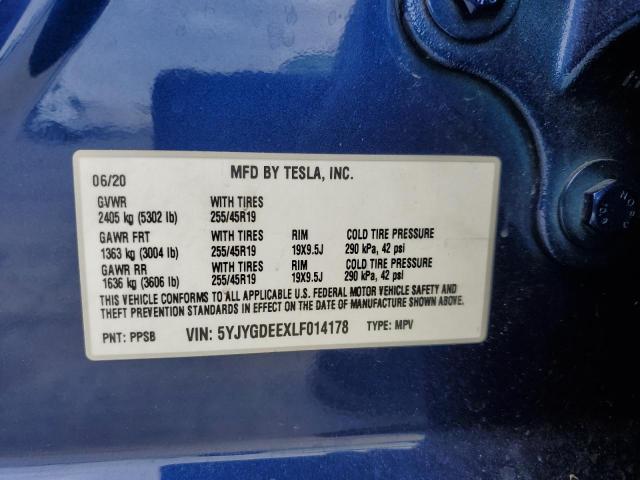 MFD BY TESLA, INC.
06/20
GVWR WITH TIRES
2405 kg (5302 lb) 255/45R19
GAWR FRT WITH TIRES RIM COLD TIRE PRESSURE
1363 kg (3004 lb) 255/45R19 19X9.5J 290 kPa, 42 psi
GAWR RR WITH TIRES RIM COLD TIRE PRESSURE
1636 kg (3606 lb) 255/45R19 19X9.5J 290 kPa, 42 psi
THIS VEHICLE CONFORMS TO ALL APPLICABLE U.S. FEDERAL MOTOR VEHICLE SAFETY AND
THEFT PREVENTION STANDARDS IN EFFECT ON THE DATE OF MANUFACTURE SHOWN ABOVE.
PNT: PPSB VIN: 5YJYGDEEXLF014178 TYPE: MPV